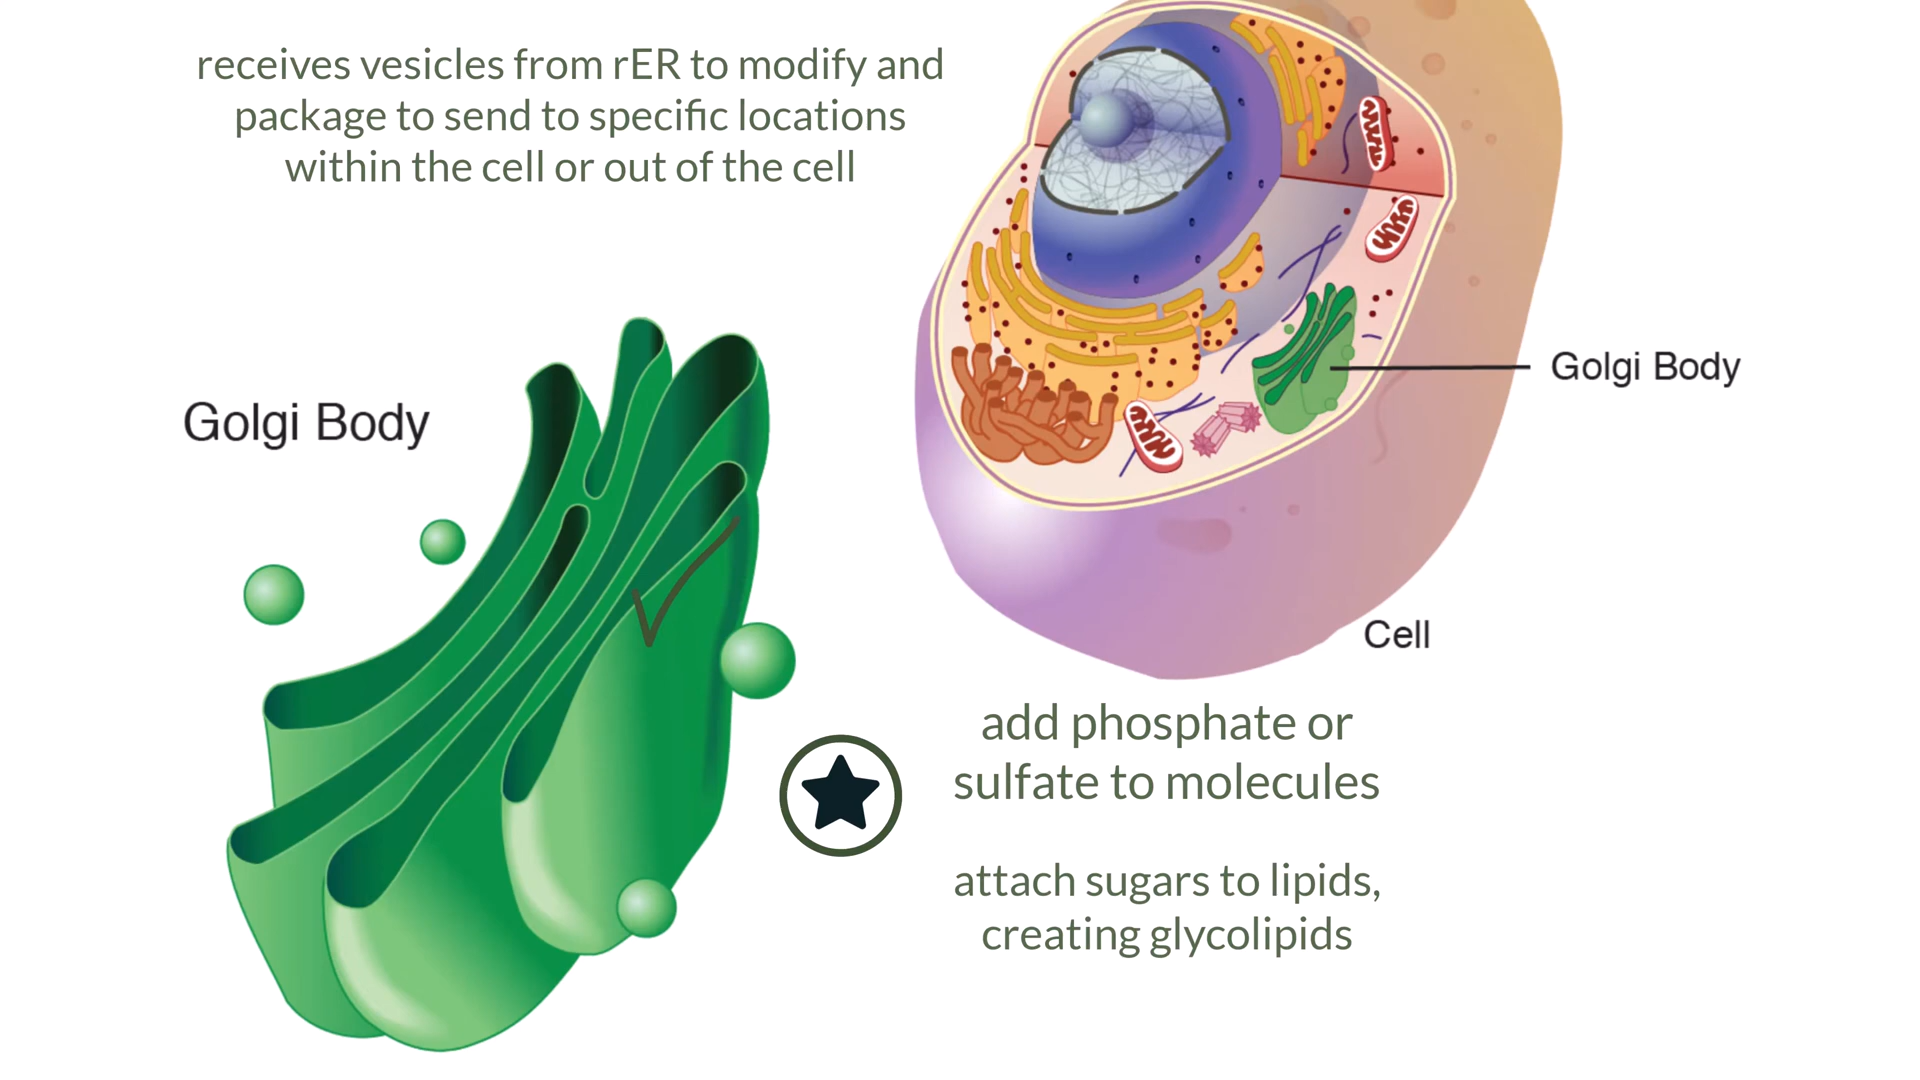 receives vesicles from rER to modify and
package to send to specific locations
within the cell or out of the cell
Golgi Body
Golgi Body
Cell
add phosphate or
sulfate to molecules
attach sugars to lipids,
creating glycolipids